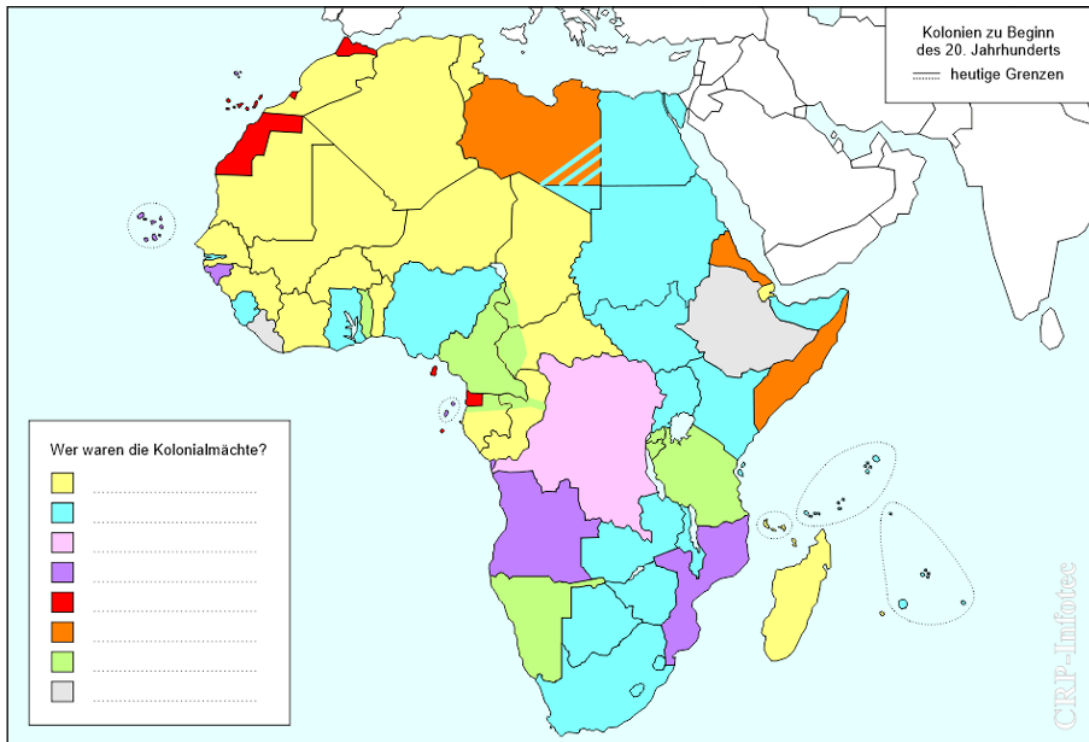 Kolonien zu Beginn
des 20. Jahrhunderts
heutige Grenzen
Wer waren die Kolonialmächte?
CRP-Infotec